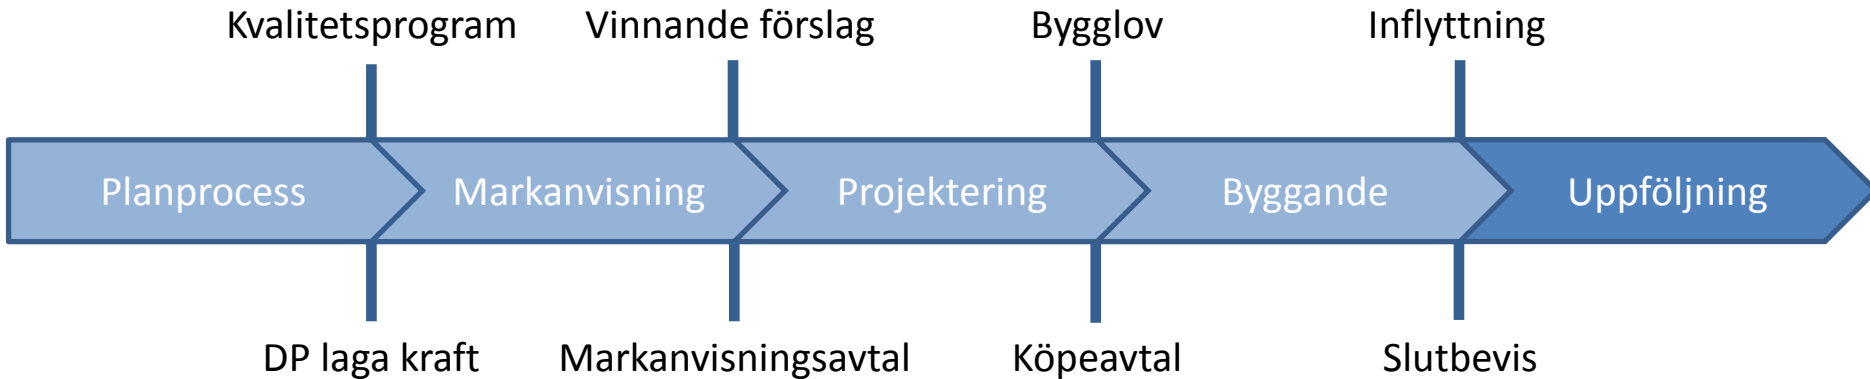 Kvalitetsprogram
Vinnande förslag
Bygglov
Inflyttning
Planprocess
Markanvisning
Projektering
Byggande
Uppföljning
DP laga kraft
Markanvisningsavtal
Köpeavtal
Slutbevis